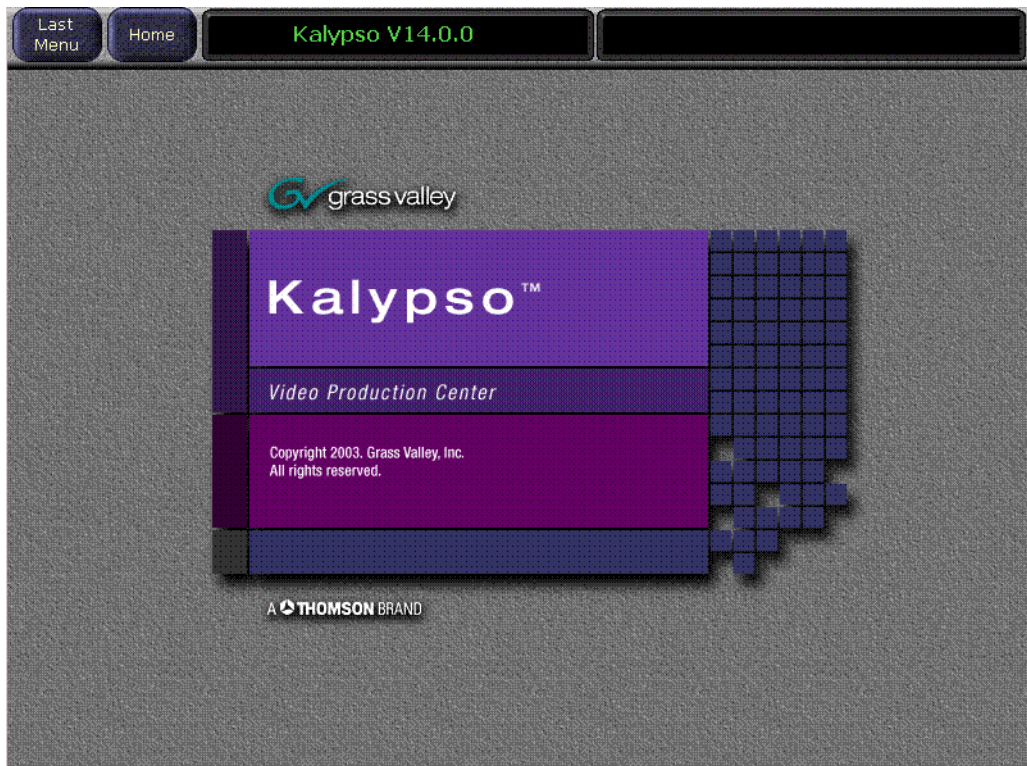 Last
Menu
Home
Kalypso V14.0.0
GV grass valley
Kalypso™
Video Production Center
Copyright 2003. Grass Valley, Inc.
All rights reserved.
A THOMSON BRAND